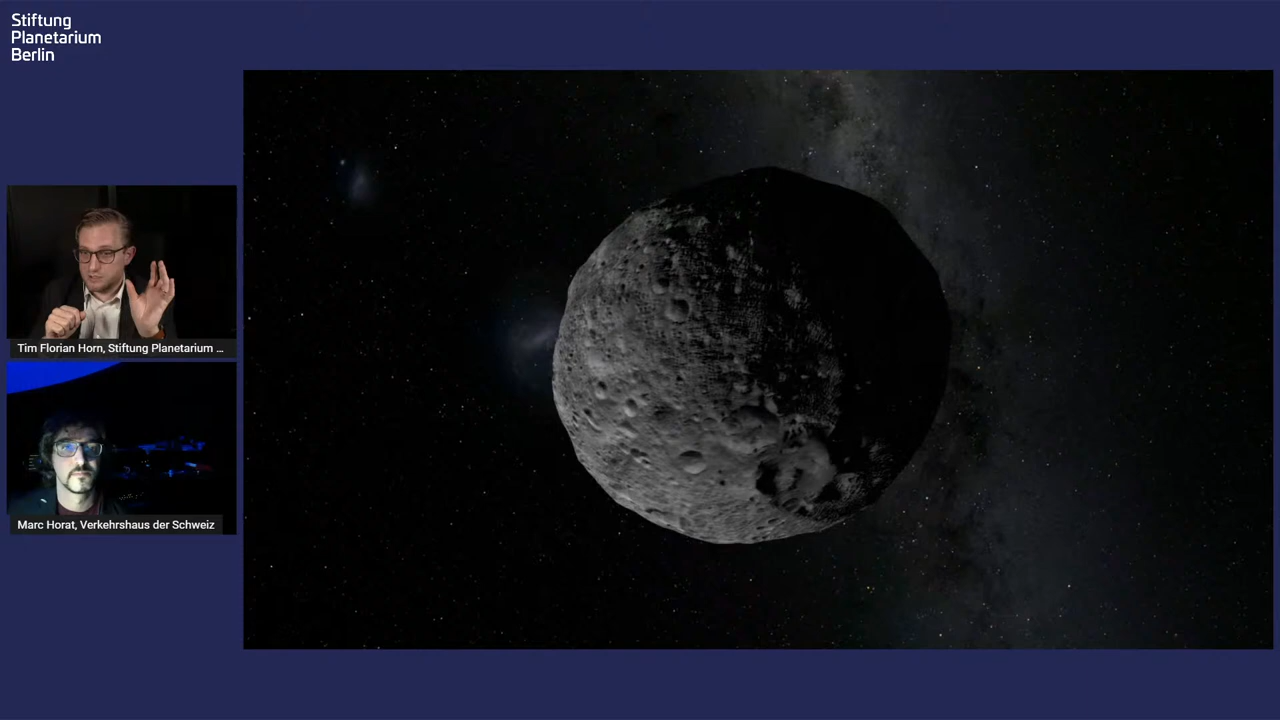 Stiftung
Planetarium
Berlin
Tim Florian Horn, Stiftung Planetarium ...
Marc Horat, Verkehrshaus der Schweiz